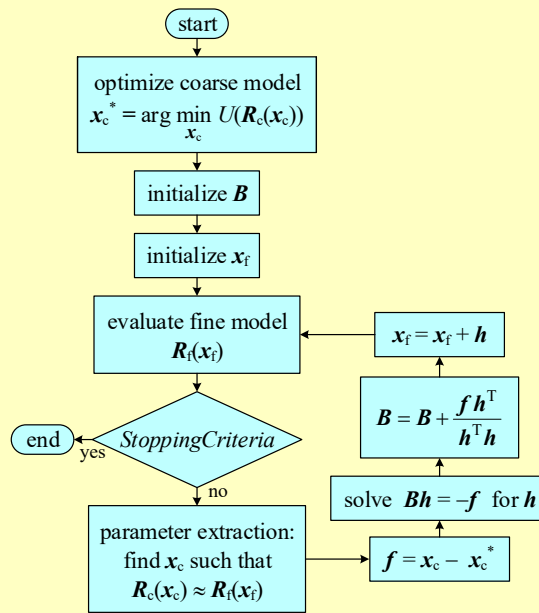 start
optimize coarse model
x_c^* = arg min U(R_c(x_c))
x_c
initialize B
initialize x_f
evaluate fine model
R_f(x_f)
StoppingCriteria
yes
end
no
parameter extraction:
find x_c such that
R_c(x_c) ≈ R_f(x_f)
f = x_c − x_c^*
solve Bh = −f for h
B = B + f h^T / h^T h
x_f = x_f + h